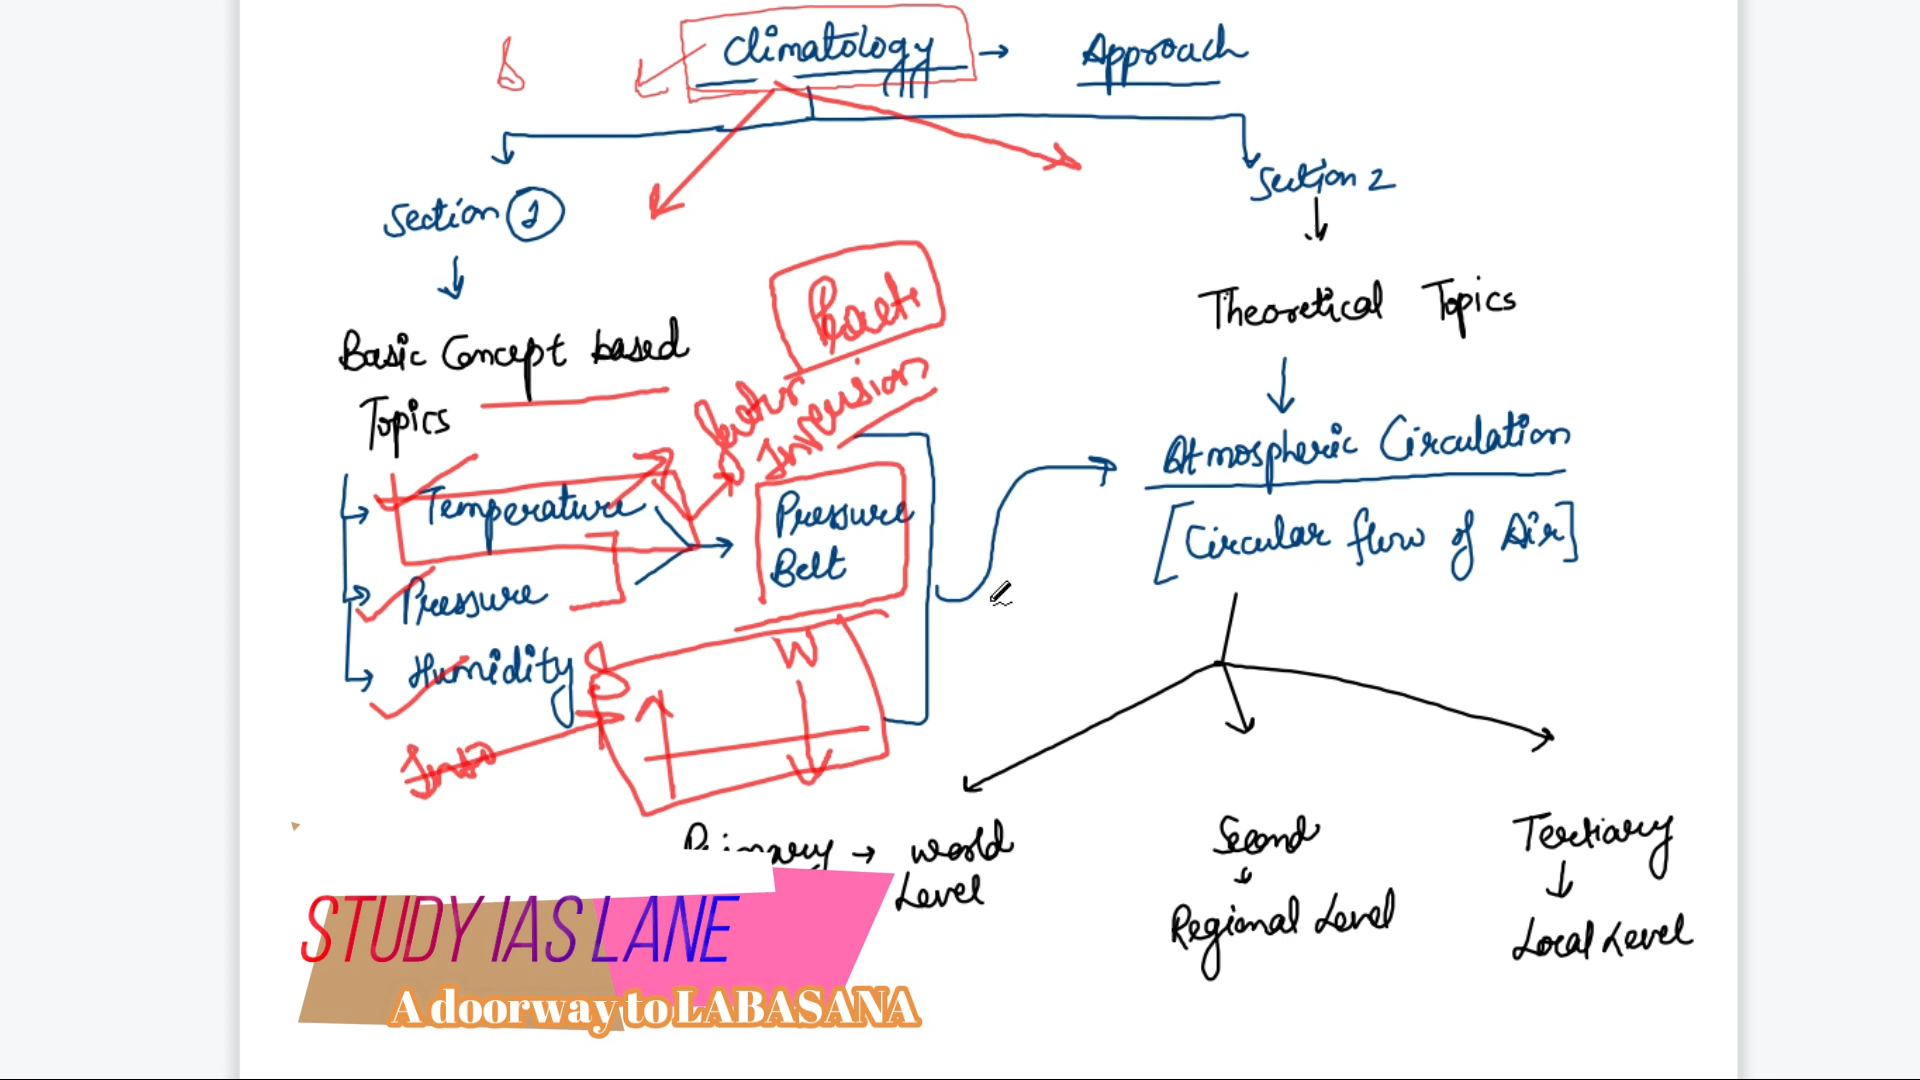 Climatology → Approach
Section 1
Section 2
Theoretical Topics
Basic Concept based
Topics
Inversion
Atmospheric Circulation
[Circular flow of Air]
Temperature
Pressure
Belt
Pressure
Humidity
W
Intro
Primary → World
Level
Second
Regional Level
Tertiary
Local Level
STUDY IAS LANE
A doorway to LABASANA